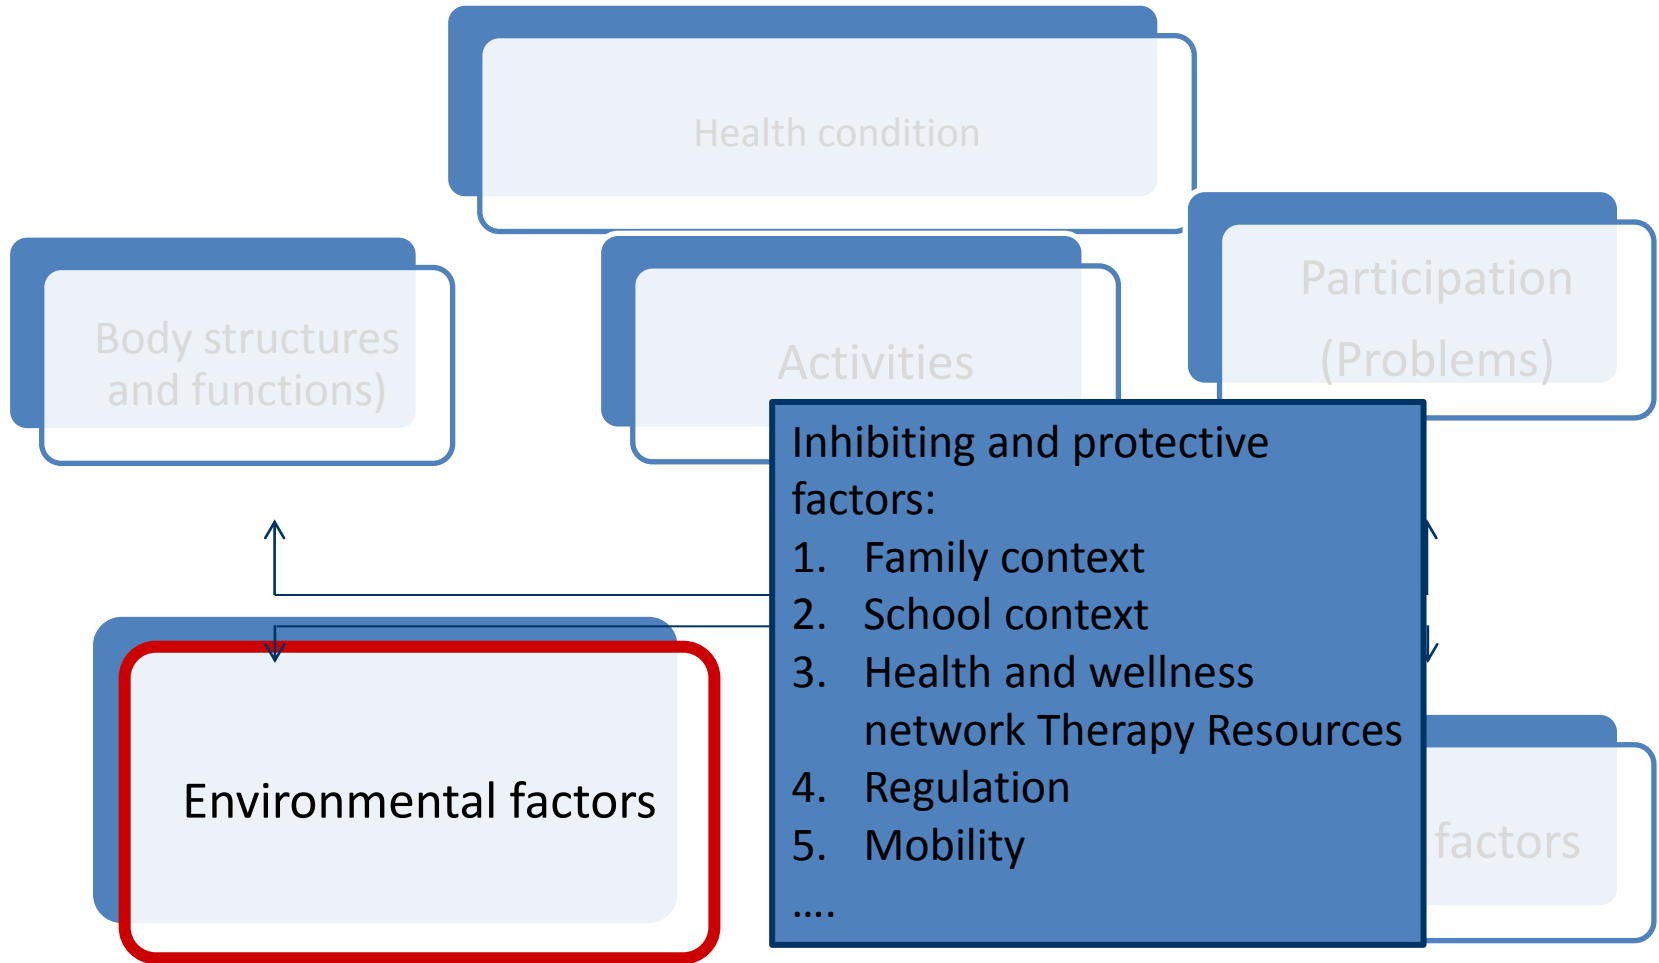 Health condition
Participation
(Problems)
Body structures
and functions)
Activities
Inhibiting and protective
factors:
1. Family context
2. School context
3. Health and wellness
network Therapy Resources
4. Regulation
5. Mobility
....
Environmental factors
factors